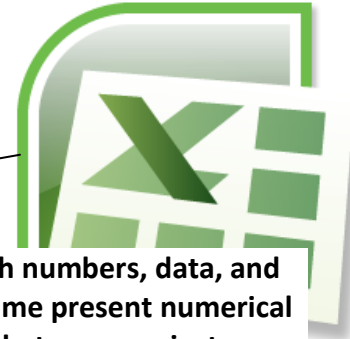 h numbers, data, and
me present numerical